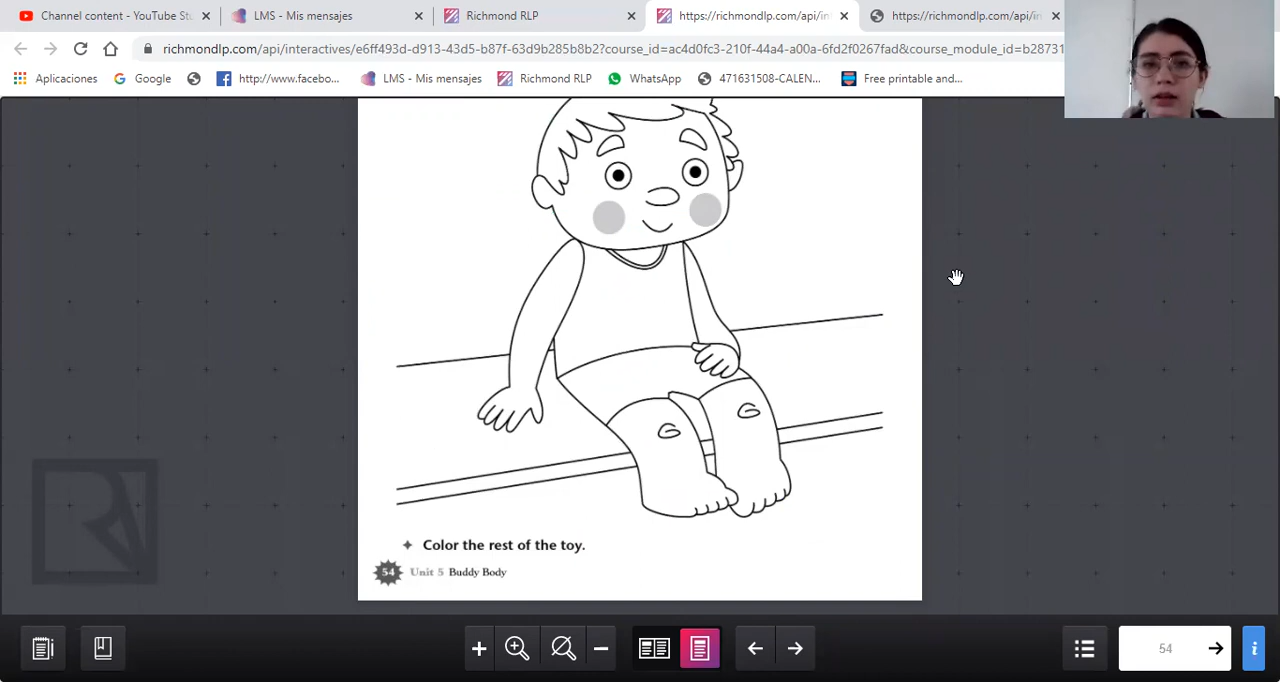 Channel content - YouTube St
LMS - Mis mensajes
Richmond RLP
https://richmondlp.com/api/in
https://richmondlp.com/api/in
richmondlp.com/api/interactives/e6ff493d-d913-43d5-b87f-63d9b285b8b2?course_id=ac4d0fc3-210f-44a4-a00a-6fd2f0267fad&course_module_id=b28731
Aplicaciones
Google
http://www.facebo...
LMS - Mis mensajes
Richmond RLP
WhatsApp
471631508-CALEN...
Free printable and...
Color the rest of the toy.
54 Unit 5 Buddy Body
54